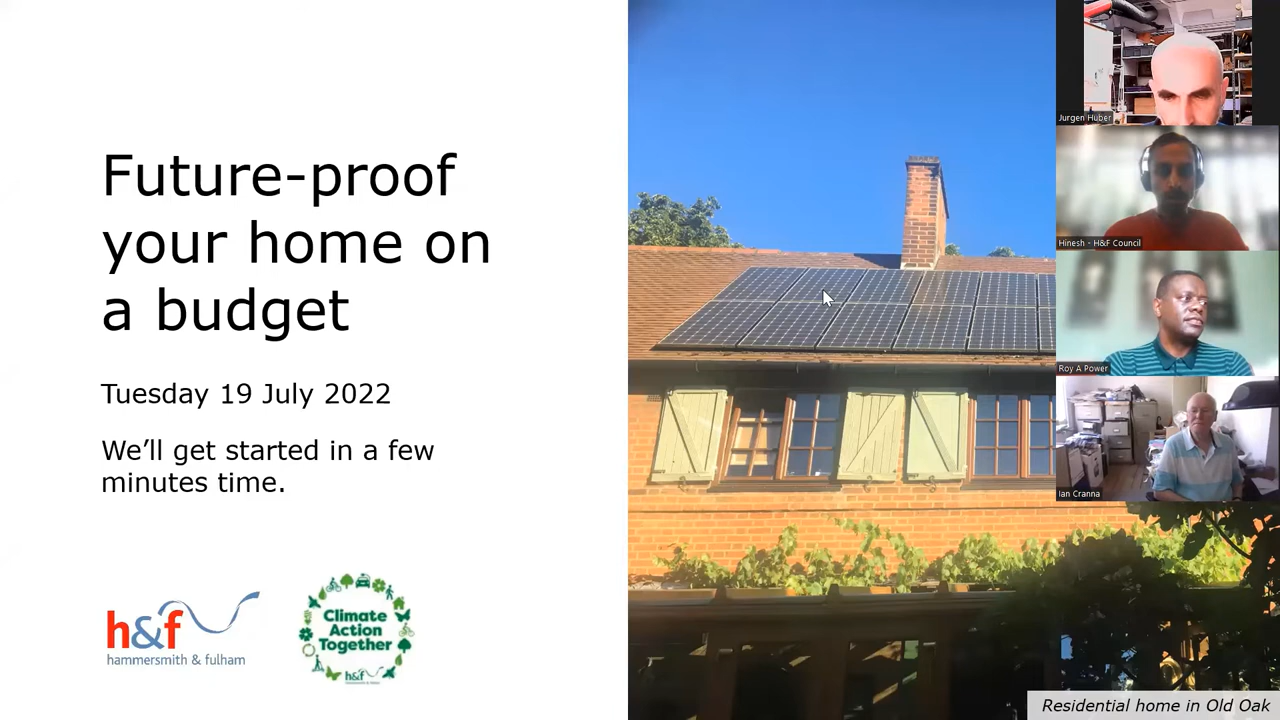 Future-proof
your home on
a budget
Tuesday 19 July 2022
We'll get started in a few
minutes time.
h&f
hammersmith & fulham
Climate
Action
Together
h&f
Jurgen Huber
Hinesh - H&F Council
Roy A Power
Ian Cranna
Residential home in Old Oak